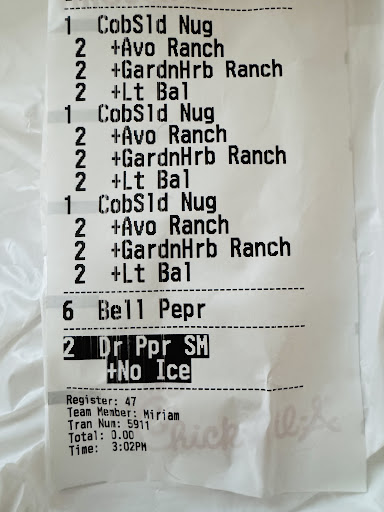 1 CobSld Nug
2 +Avo Ranch
2 +GardnHrb Ranch
2 +Lt Bal
1 CobSld Nug
2 +Avo Ranch
2 +GardnHrb Ranch
2 +Lt Bal
1 CobSld Nug
2 +Avo Ranch
2 +GardnHrb Ranch
2 +Lt Bal
6 Bell Pepr
2 Dr Ppr SM
+No Ice
Register: 47
Team Member: Miriam
Tran Num: 5911
Total: 0.00
Time: 3:02PM